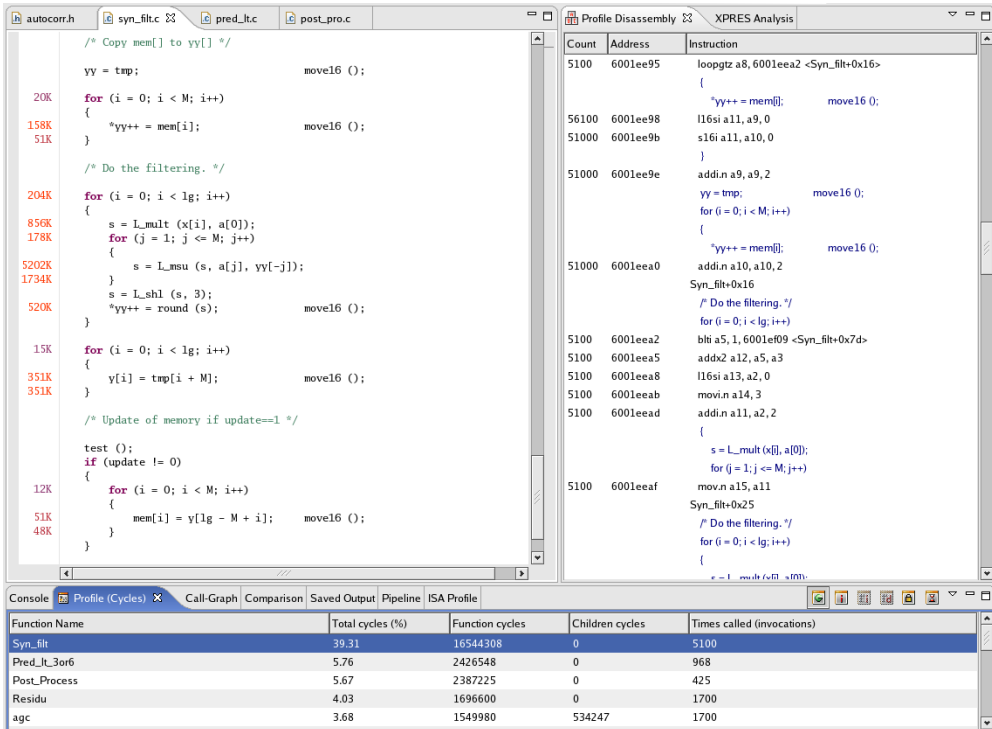 autocorr.h syn_filt.c pred_lt.c post_pro.c
/* Copy mem[] to yy[] */
yy = tmp; move16 ();
20K for (i = 0; i < M; i++)
{
158K *yy++ = mem[i]; move16 ();
51K }
/* Do the filtering. */
204K for (i = 0; i < lg; i++)
{
856K s = L_mult (x[i], a[0]);
178K for (j = 1; j <= M; j++)
{
5202K s = L_msu (s, a[j], yy[-j]);
1734K }
s = L_shl (s, 3);
520K *yy++ = round (s); move16 ();
}
15K for (i = 0; i < lg; i++)
{
351K y[i] = tmp[i + M]; move16 ();
351K }
/* Update of memory if update==1 */
test ();
if (update != 0)
{
12K for (i = 0; i < M; i++)
{
51K mem[i] = y[lg - M + i]; move16 ();
48K }
}
Profile Disassembly XPRES Analysis
Count Address Instruction
5100 6001ee95 loopgtz a8, 6001eea2 <Syn_filt+0x16>
{
*yy++ = mem[i]; move16 ();
56100 6001ee98 l16si a11, a9, 0
51000 6001ee9b s16i a11, a10, 0
}
51000 6001ee9e addi.n a9, a9, 2
yy = tmp; move16 ();
for (i = 0; i < M; i++)
{
*yy++ = mem[i]; move16 ();
51000 6001eea0 addi.n a10, a10, 2
Syn_filt+0x16
/* Do the filtering. */
for (i = 0; i < lg; i++)
5100 6001eea2 blti a5, 1, 6001ef09 <Syn_filt+0x7d>
5100 6001eea5 addx2 a12, a5, a3
5100 6001eea8 l16si a13, a2, 0
5100 6001eeab movi.n a14, 3
5100 6001eead addi.n a11, a2, 2
{
s = L_mult (x[i], a[0]);
for (j = 1; j <= M; j++)
5100 6001eeaf mov.n a15, a11
Syn_filt+0x25
/* Do the filtering. */
for (i = 0; i < lg; i++)
{
s = L_mult (x[i], a[0]);
Console Profile (Cycles) Call-Graph Comparison Saved Output Pipeline ISA Profile
Function Name Total cycles (%) Function cycles Children cycles Times called (invocations)
Syn_filt 39.31 16544308 0 5100
Pred_lt_3or6 5.76 2426548 0 968
Post_Process 5.67 2387225 0 425
Residu 4.03 1696600 0 1700
agc 3.68 1549980 534247 1700